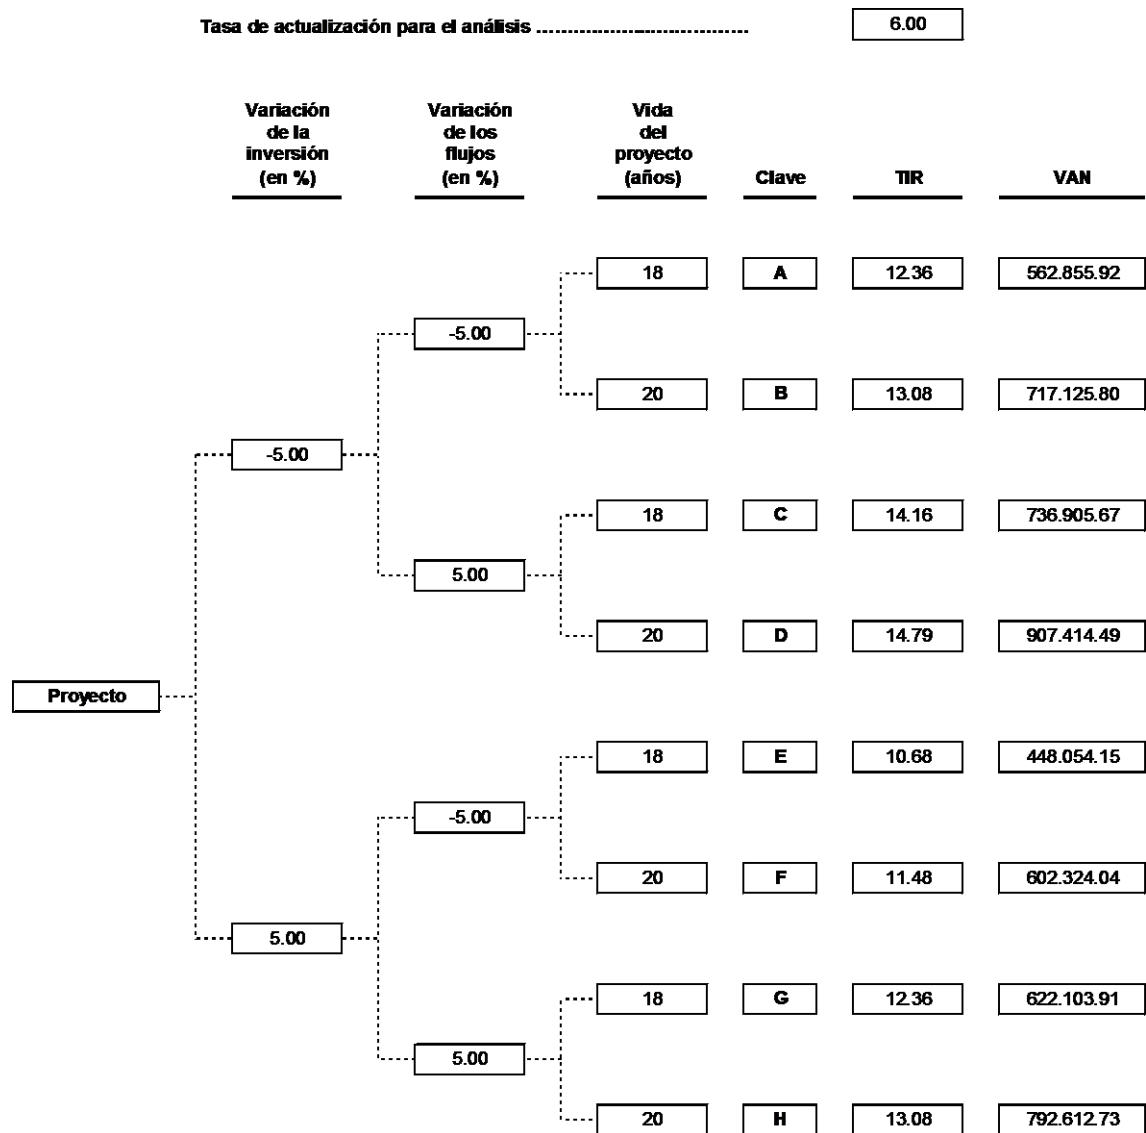 Tasa de actualización para el análisis ................................... 6.00
Variación de la inversión (en %)
Variación de los flujos (en %)
Vida del proyecto (años)
Clave
TIR
VAN
18 A 12.36 562.855.92
-5.00
20 B 13.08 717.125.80
-5.00
18 C 14.16 736.905.67
5.00
20 D 14.79 907.414.49
Proyecto
18 E 10.68 448.054.15
-5.00
20 F 11.48 602.324.04
5.00
18 G 12.36 622.103.91
5.00
20 H 13.08 792.612.73